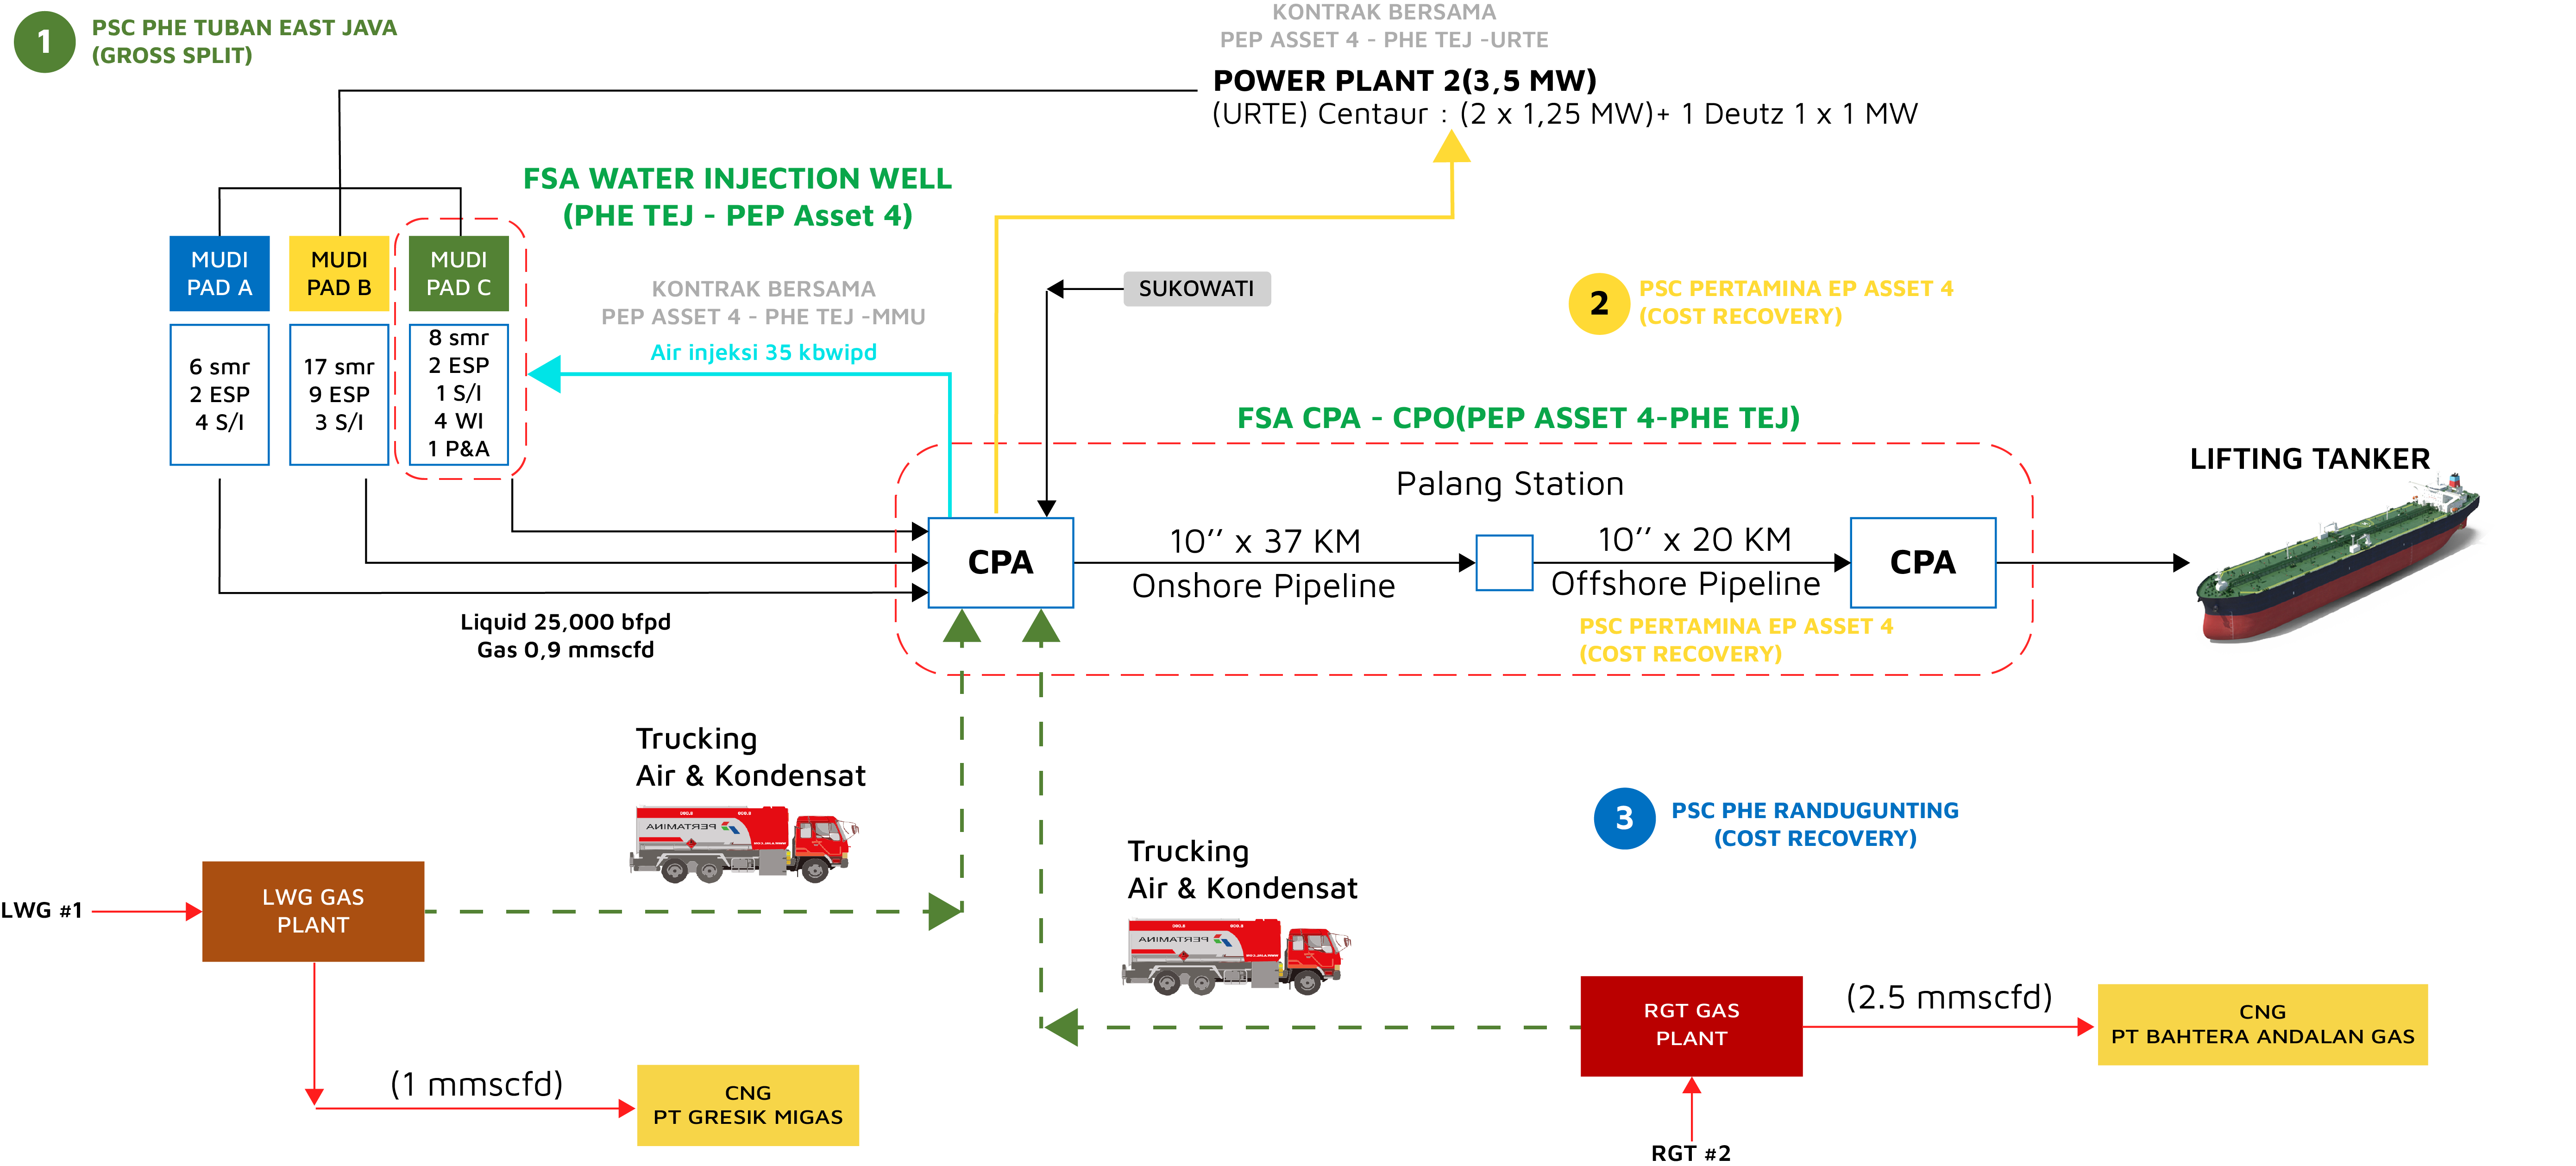 1
PSC PHE TUBAN EAST JAVA
(GROSS SPLIT)
KONTRAK BERSAMA
PEP ASSET 4 - PHE TEJ -URTE
POWER PLANT 2(3,5 MW)
(URTE) Centaur : (2 x 1,25 MW)+ 1 Deutz 1 x 1 MW
FSA WATER INJECTION WELL
(PHE TEJ - PEP Asset 4)
MUDI
PAD A
MUDI
PAD B
MUDI
PAD C
6 smr
2 ESP
4 S/I
17 smr
9 ESP
3 S/I
8 smr
2 ESP
1 S/I
4 WI
1 P&A
KONTRAK BERSAMA
PEP ASSET 4 - PHE TEJ -MMU
Air injeksi 35 kbwipd
SUKOWATI
2
PSC PERTAMINA EP ASSET 4
(COST RECOVERY)
FSA CPA - CPO(PEP ASSET 4-PHE TEJ)
Palang Station
LIFTING TANKER
CPA
10’’ x 37 KM
Onshore Pipeline
10’’ x 20 KM
Offshore Pipeline
CPA
PSC PERTAMINA EP ASSET 4
(COST RECOVERY)
Liquid 25,000 bfpd
Gas 0,9 mmscfd
Trucking
Air & Kondensat
PERTAMINA
Trucking
Air & Kondensat
PERTAMINA
3
PSC PHE RANDUGUNTING
(COST RECOVERY)
LWG #1
LWG GAS
PLANT
(1 mmscfd)
CNG
PT GRESIK MIGAS
RGT GAS
PLANT
(2.5 mmscfd)
CNG
PT BAHTERA ANDALAN GAS
RGT #2